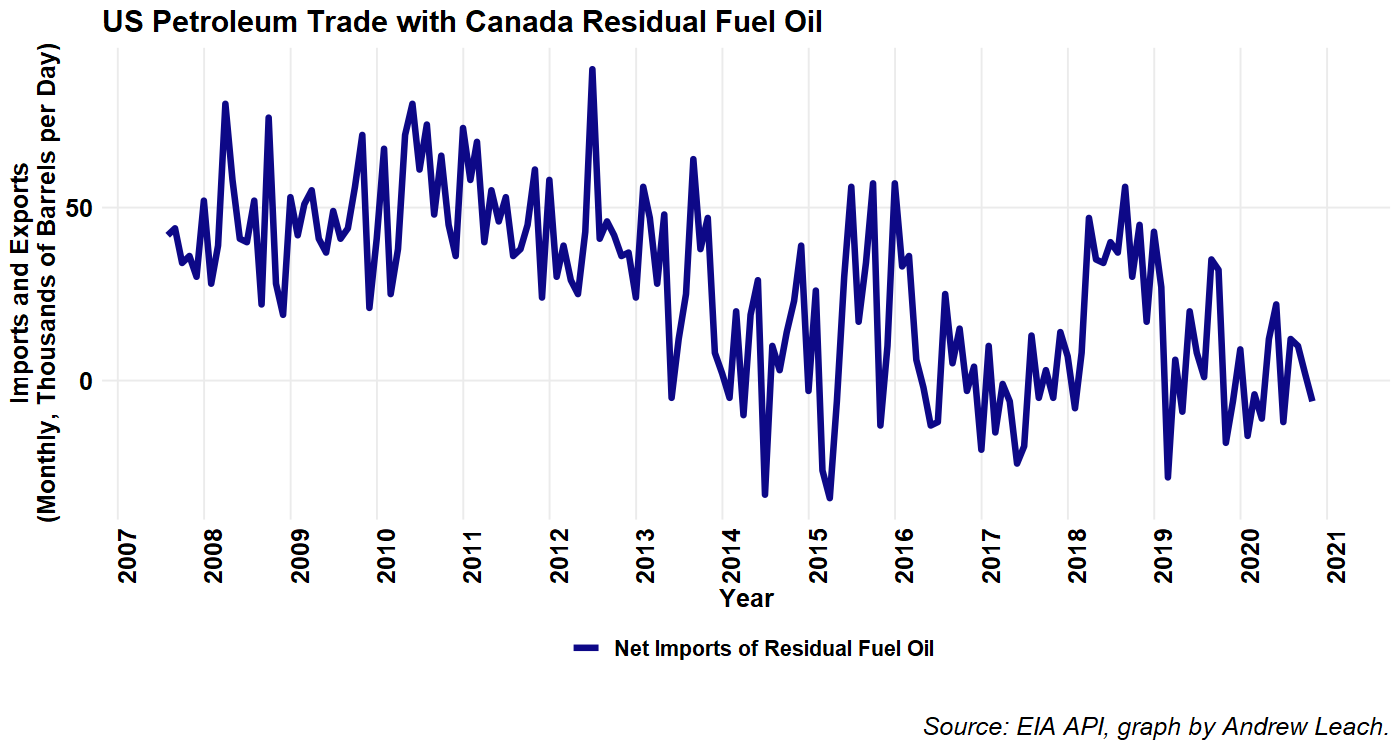 US Petroleum Trade with Canada Residual Fuel Oil
Imports and Exports
(Monthly, Thousands of Barrels per Day)
50
0
2007 2008 2009 2010 2011 2012 2013 2014 2015 2016 2017 2018 2019 2020 2021
Year
Net Imports of Residual Fuel Oil
Source: EIA API, graph by Andrew Leach.